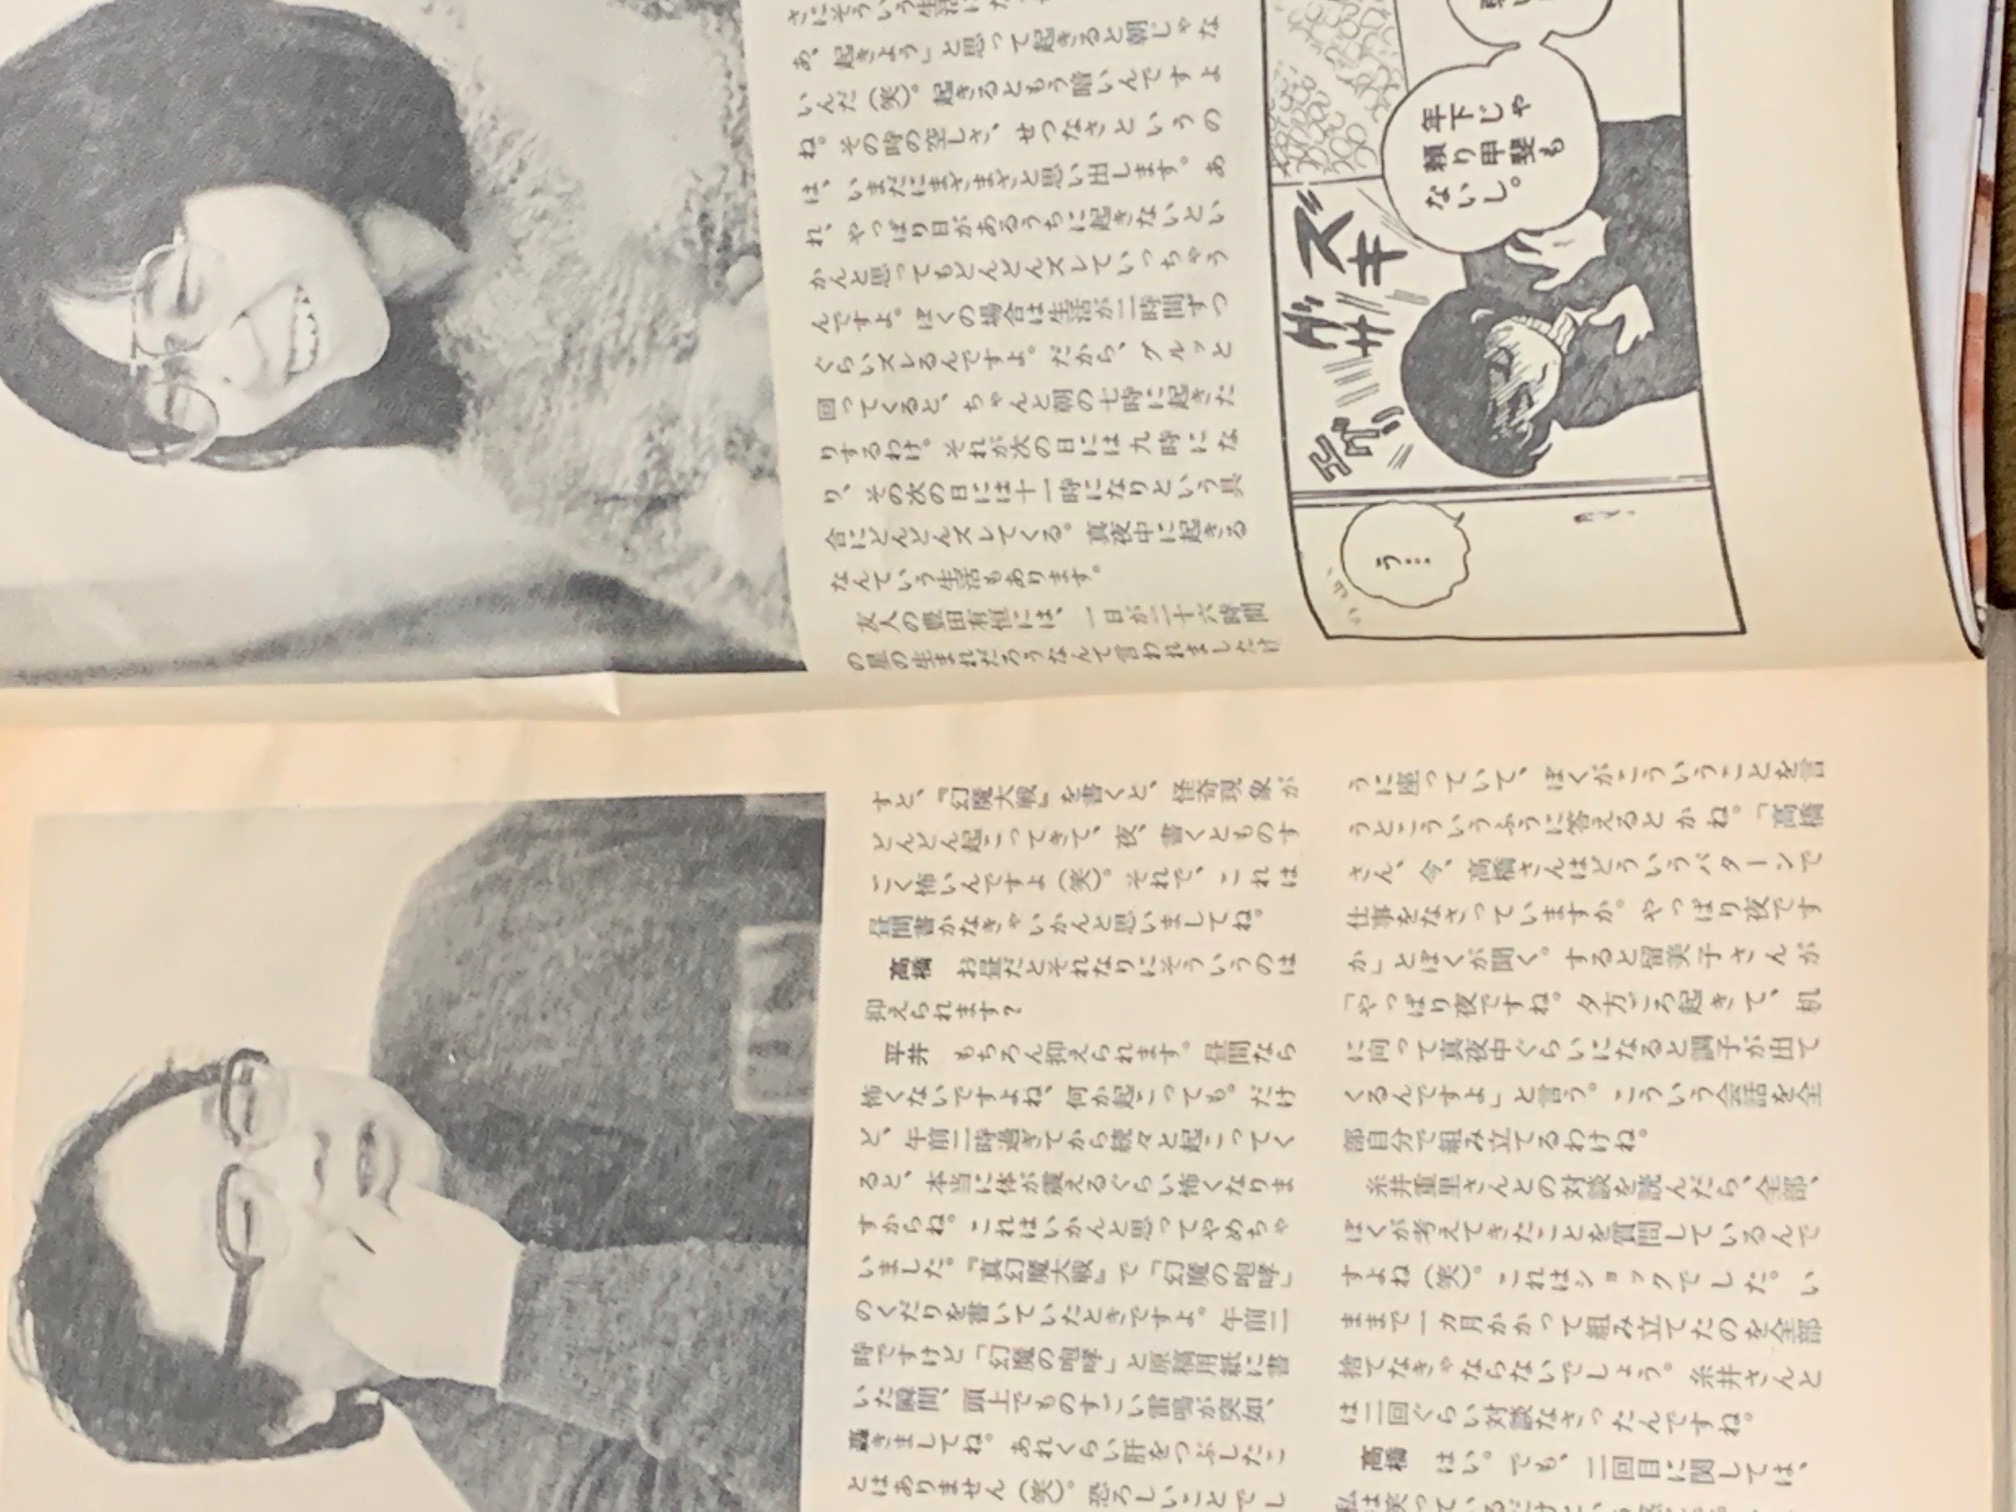 さにそういう生活に
あ、起きよう」と思って起きると朝じゃな
いんだ（笑）。起きるともう暗いんですよ
ね。その時の空しさ、せつなさというの
は、いまだにまざまざと思い出します。あ
れ、やっぱり日があるうちに起きないとい
かんと思ってもどんどんズレていっちゃう
んですよ。ぼくの場合は生活が二時間ずつ
ぐらいズレるんですよ。だから、グルッと
回ってくると、ちゃんと朝の七時に起きた
りするわけ。それが次の日には九時にな
り、その次の日には十一時になりという具
合にどんどんズレてくる。真夜中に起きる
なんていう生活もあります。
友人の豊田有恒には、一日が二十六時間
の星の生まれだろうなんて言われましたけ
年下じゃ
頼り甲斐も
ないし。
ズキ
グサ
エグリ
う…
すと、『幻魔大戦』を書くと、怪奇現象が
どんどん起こってきて、夜、書くとものす
ごく怖いんですよ（笑）。それで、これは
昼間書かなきゃいかんと思いましてね。
高橋　お昼だとそれなりにそういうのは
抑えられます？
平井　もちろん抑えられます。昼間なら
怖くないですよね、何か起こっても。だけ
ど、午前二時過ぎてから続々と起こってく
ると、本当に体が震えるぐらい怖くなりま
すからね。これはいかんと思ってやめちゃ
いました。『真幻魔大戦』で「幻魔の咆哮」
のくだりを書いていたときですよ。午前二
時ですけど「幻魔の咆哮」と原稿用紙に書
いた瞬間、頭上でものすごい雷鳴が突如、
轟きましてね。あれくらい肝をつぶしたこ
とはありません（笑）。恐ろしいことでし
うに座っていて、ぼくがこういうことを言
うとこういうふうに答えるとかね。「高橋
さん、今、高橋さんはどういうパターンで
仕事をなさっていますか。やっぱり夜です
か」とぼくが聞く。すると留美子さんが
「やっぱり夜ですね。夕方ごろ起きて、机
に向って真夜中ぐらいになると調子が出て
くるんですよ」と言う。こういう会話を全
部自分で組み立てるわけね。
糸井重里さんとの対談を読んだら、全部、
ぼくが考えてきたことを質問しているんで
すよね（笑）。これはショックでした。い
ままで一カ月かかって組み立てたのを全部
捨てなきゃならないでしょう。糸井さんと
は二回ぐらい対談なさったんですね。
高橋　はい。でも、二回目に関しては、
私は笑っているだけ